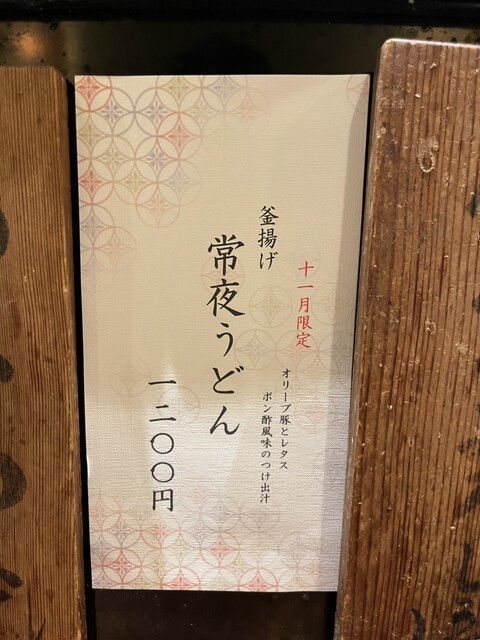 十一月限定
オリーブ豚とレタス
ポン酢風味のつけ出汁
釜揚げ
常夜うどん
一二〇〇円